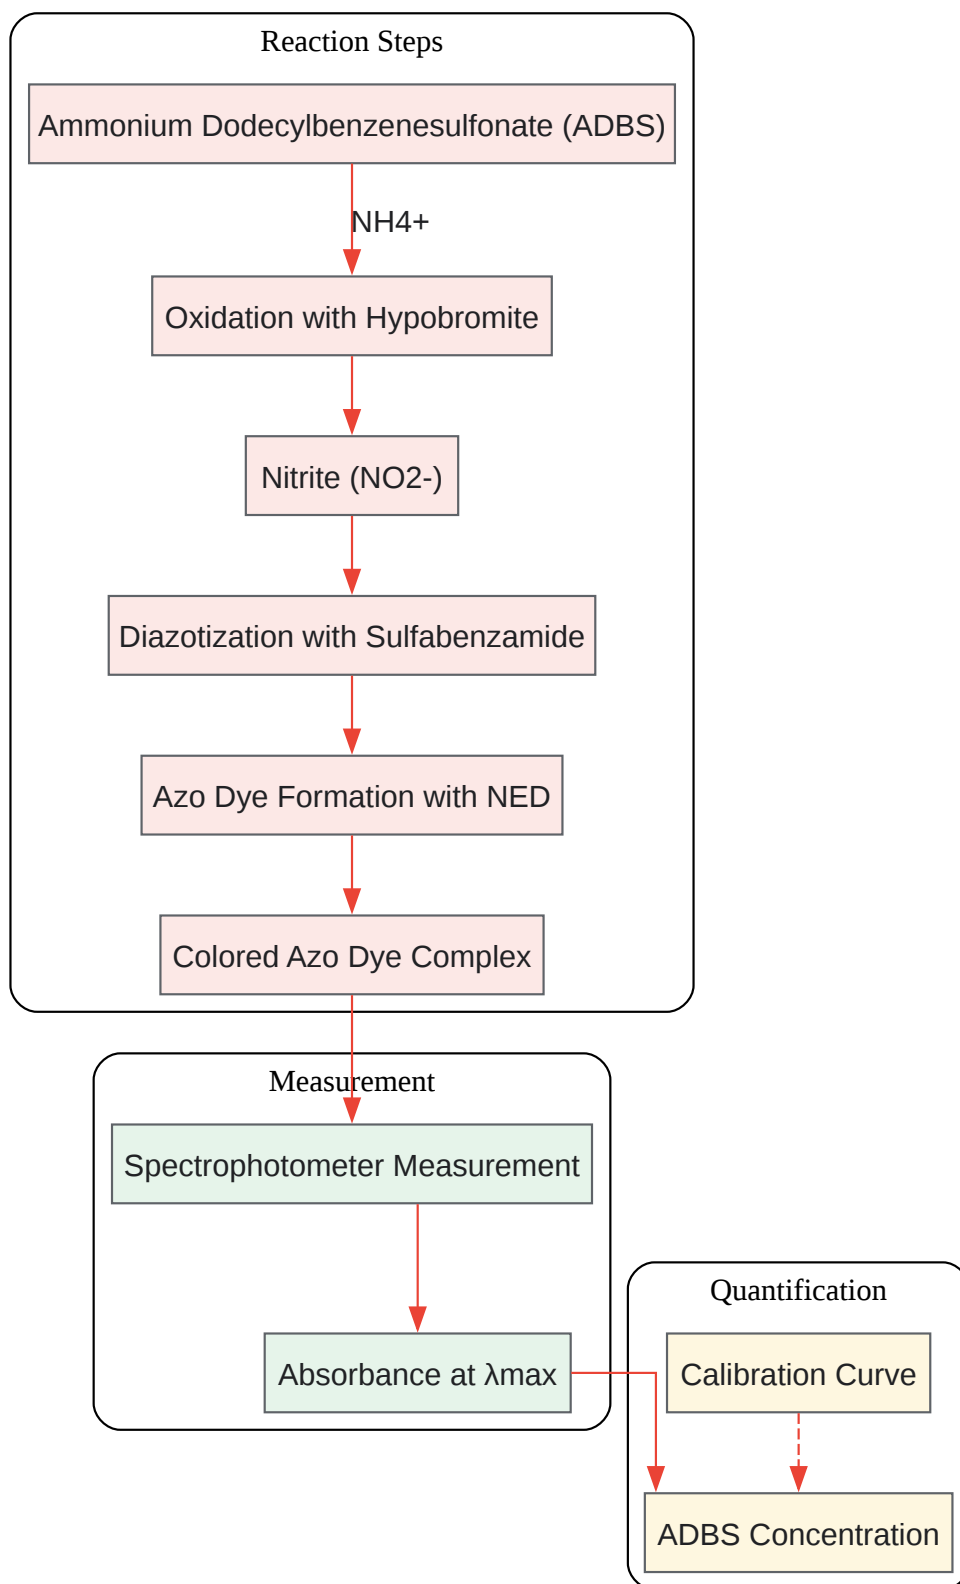 Reaction Steps
Ammonium Dodecylbenzenesulfonate (ADBS)
NH4+
Oxidation with Hypobromite
Nitrite (NO2-)
Diazotization with Sulfabenzamide
Azo Dye Formation with NED
Colored Azo Dye Complex
Measurement
Spectrophotometer Measurement
Absorbance at λmax
Quantification
Calibration Curve
ADBS Concentration